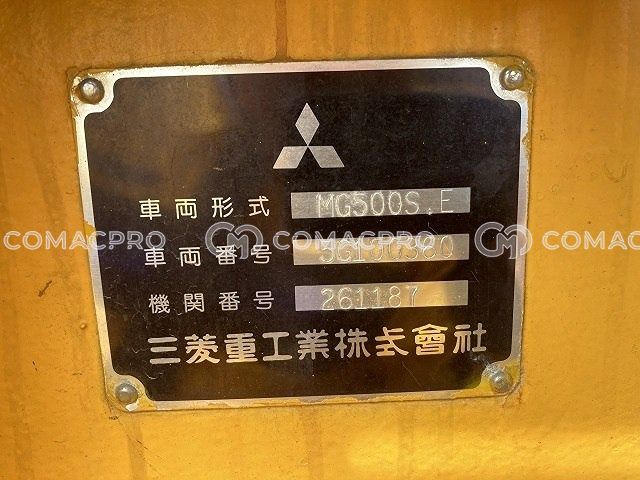 車両形式 MG500S.E
COMACPRO COMACPRO COMACPRO
車両番号
機関番号 261187
三菱重工業株式會社